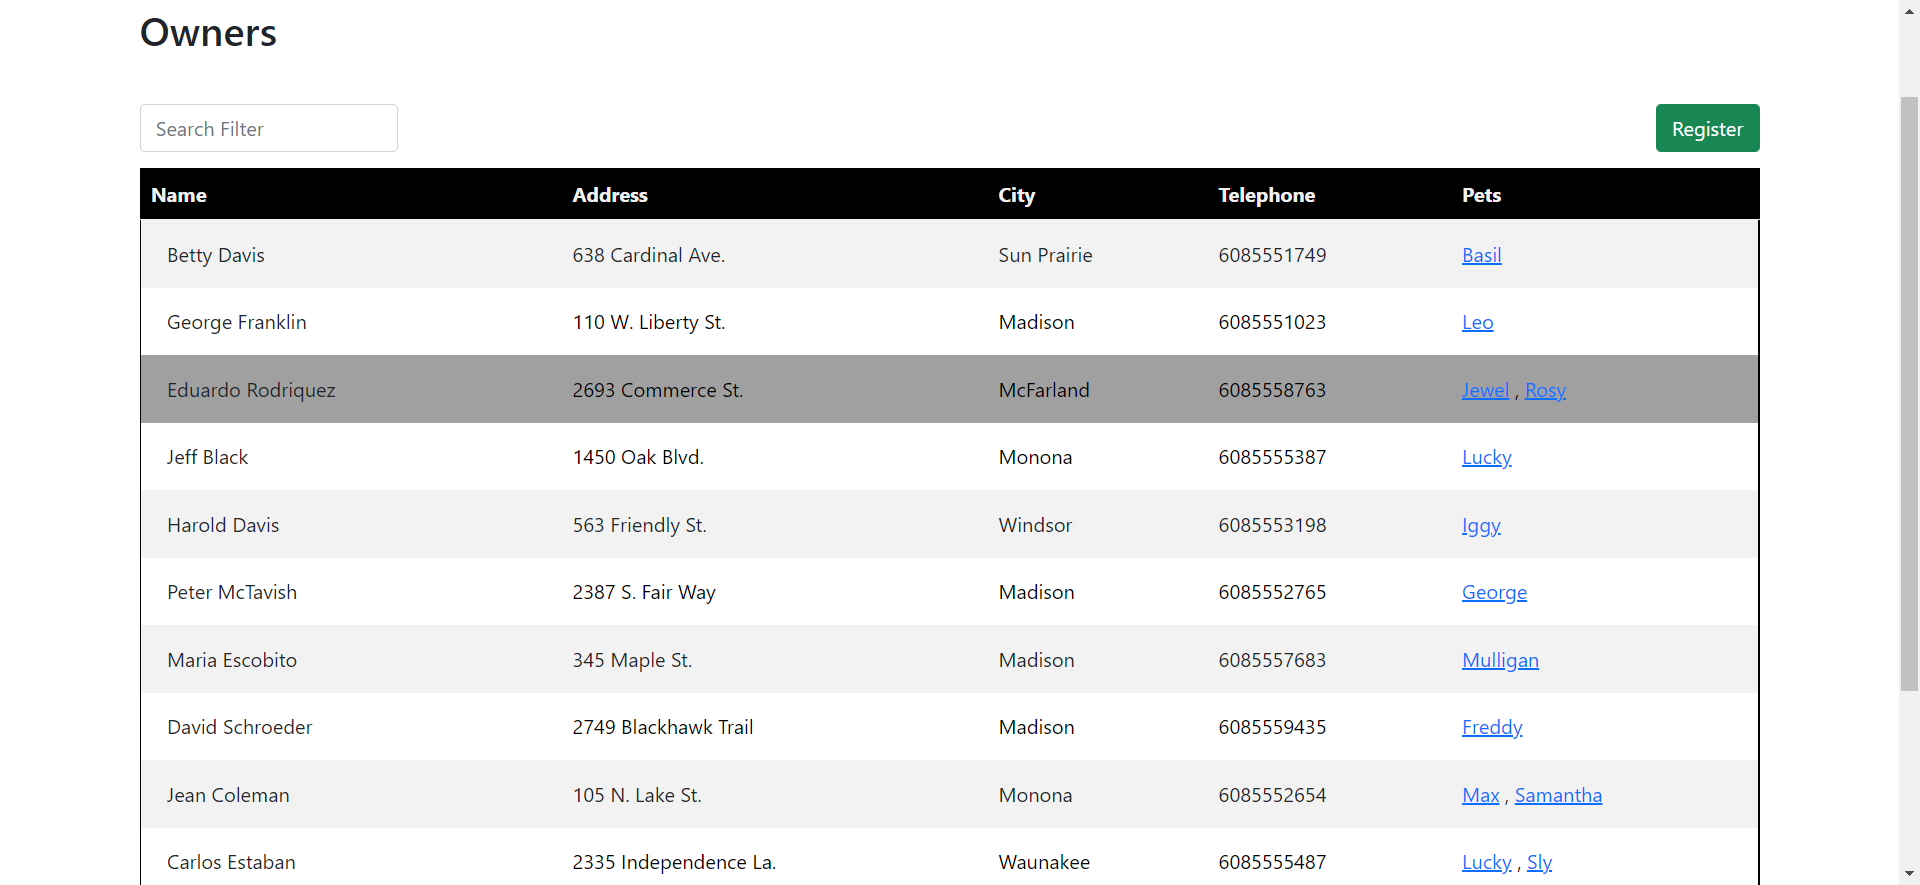 Owners
Search Filter Register
Name Address City Telephone Pets
Betty Davis 638 Cardinal Ave. Sun Prairie 6085551749 Basil
George Franklin 110 W. Liberty St. Madison 6085551023 Leo
Eduardo Rodriquez 2693 Commerce St. McFarland 6085558763 Jewel , Rosy
Jeff Black 1450 Oak Blvd. Monona 6085555387 Lucky
Harold Davis 563 Friendly St. Windsor 6085553198 Iggy
Peter McTavish 2387 S. Fair Way Madison 6085552765 George
Maria Escobito 345 Maple St. Madison 6085557683 Mulligan
David Schroeder 2749 Blackhawk Trail Madison 6085559435 Freddy
Jean Coleman 105 N. Lake St. Monona 6085552654 Max , Samantha
Carlos Estaban 2335 Independence La. Waunakee 6085555487 Lucky , Sly